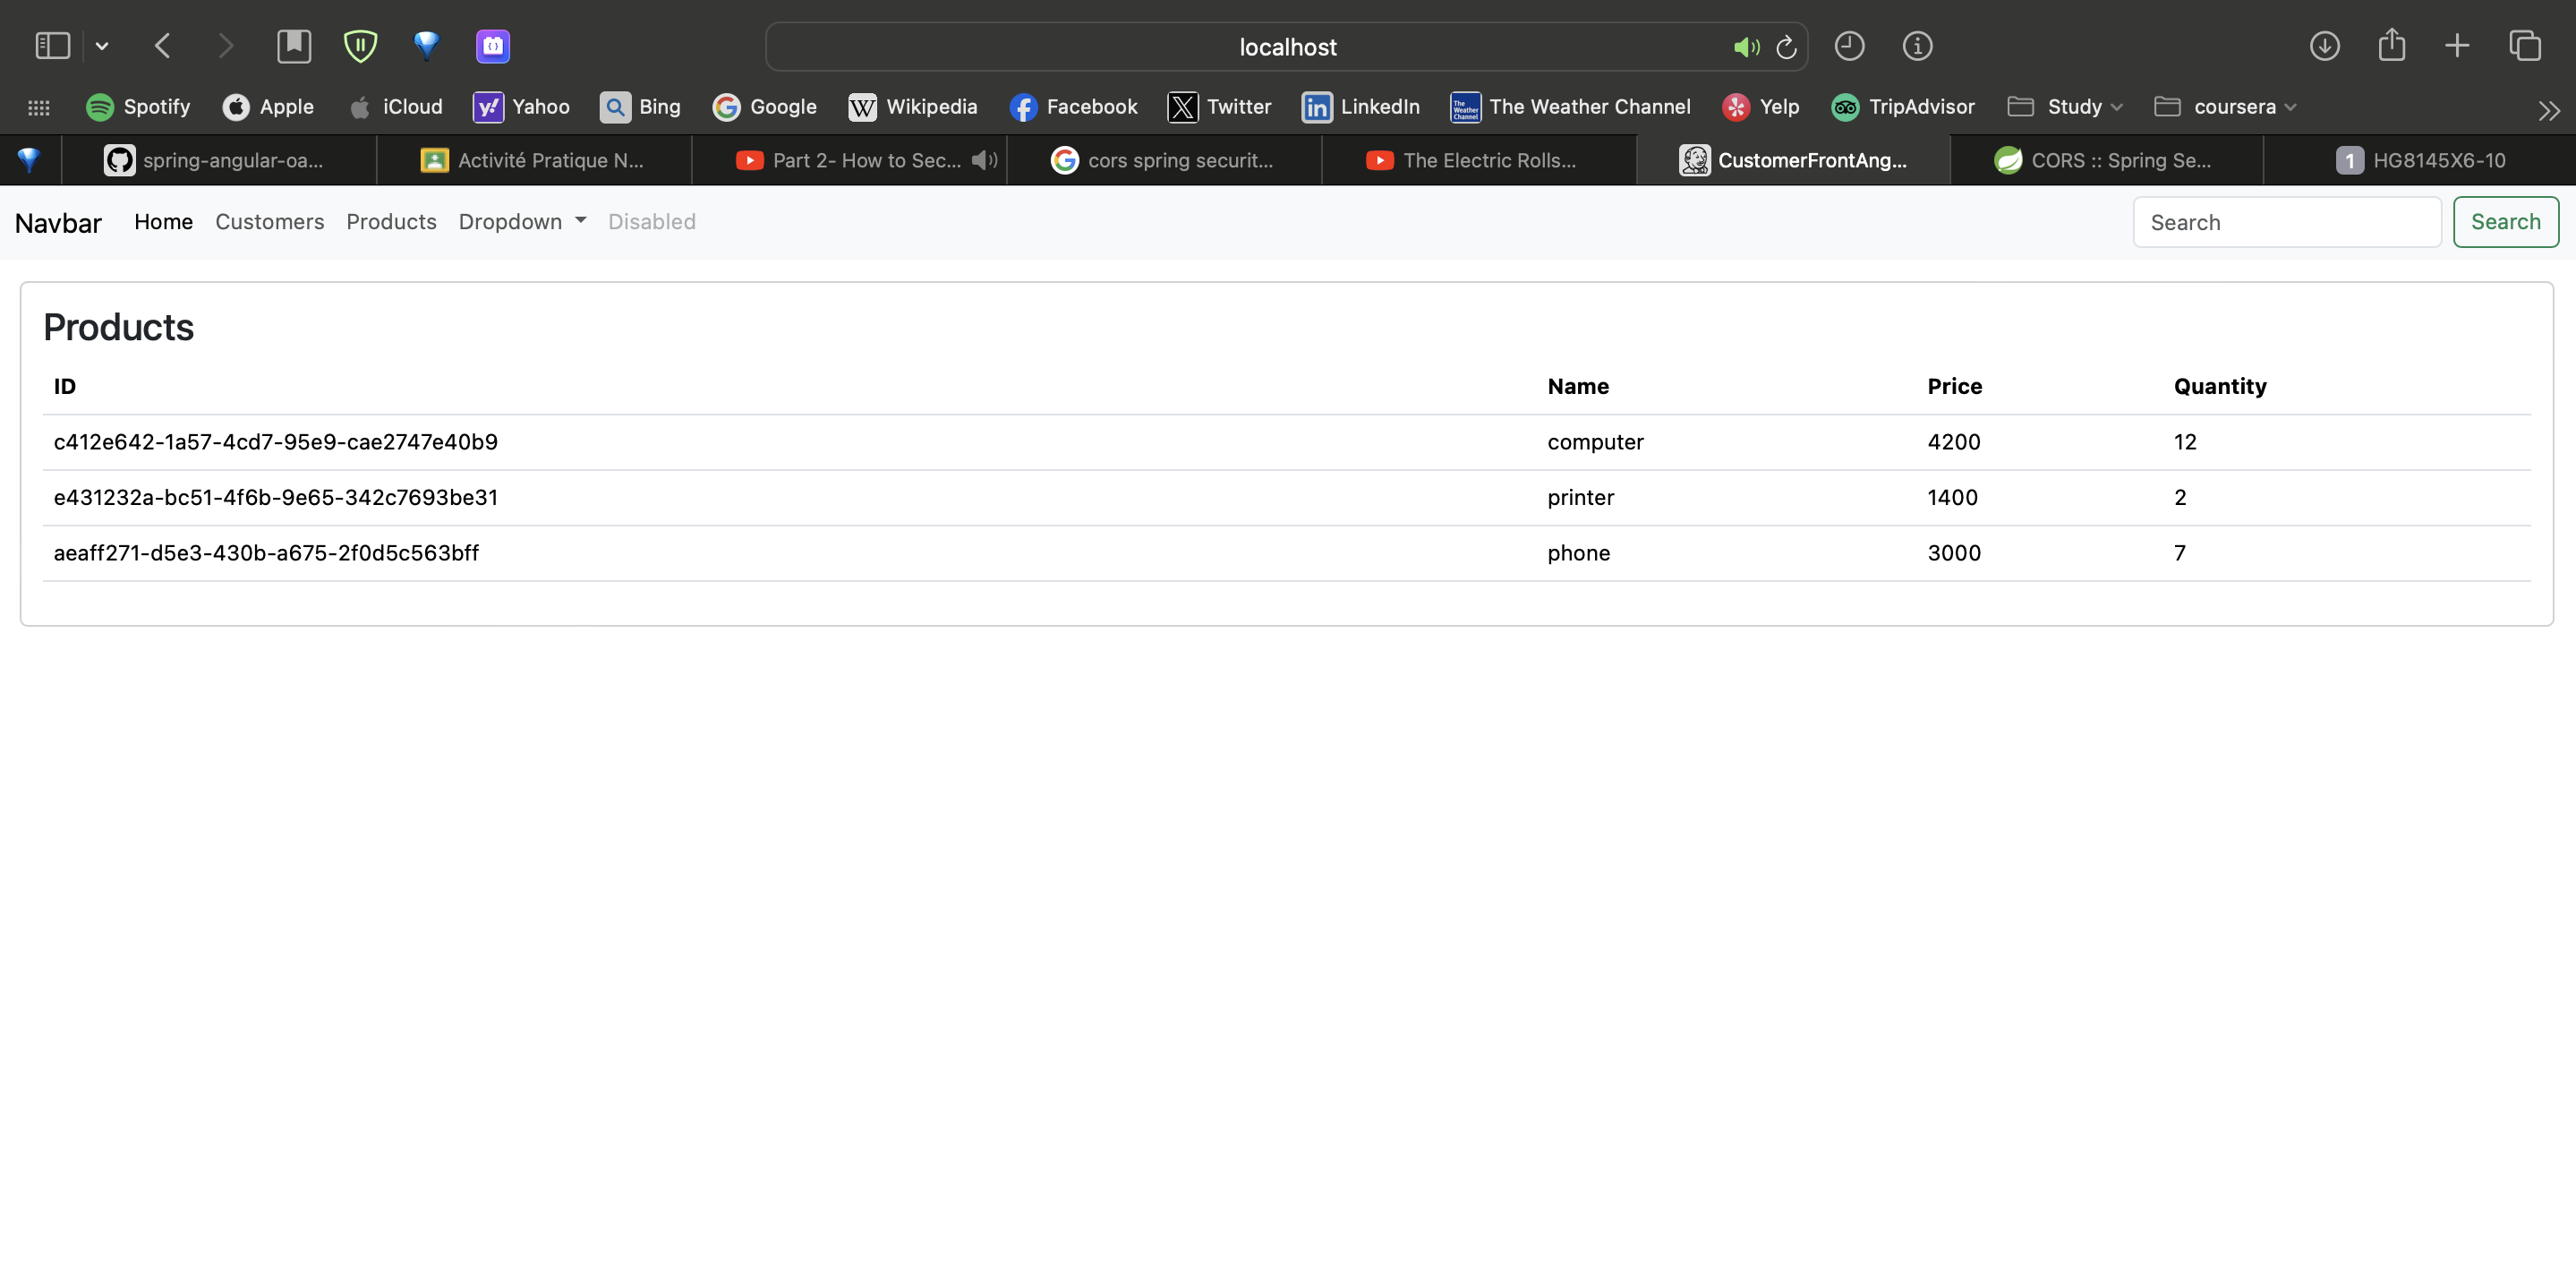 localhost
Spotify Apple iCloud Yahoo Bing Google Wikipedia Facebook Twitter LinkedIn The Weather Channel Yelp TripAdvisor Study coursera
spring-angular-oa... Activité Pratique N... Part 2- How to Sec... cors spring securit... The Electric Rolls... CustomerFrontAng... CORS :: Spring Se... 1 HG8145X6-10
Navbar Home Customers Products Dropdown Disabled Search Search
Products
ID Name Price Quantity
c412e642-1a57-4cd7-95e9-cae2747e40b9 computer 4200 12
e431232a-bc51-4f6b-9e65-342c7693be31 printer 1400 2
aeaff271-d5e3-430b-a675-2f0d5c563bff phone 3000 7